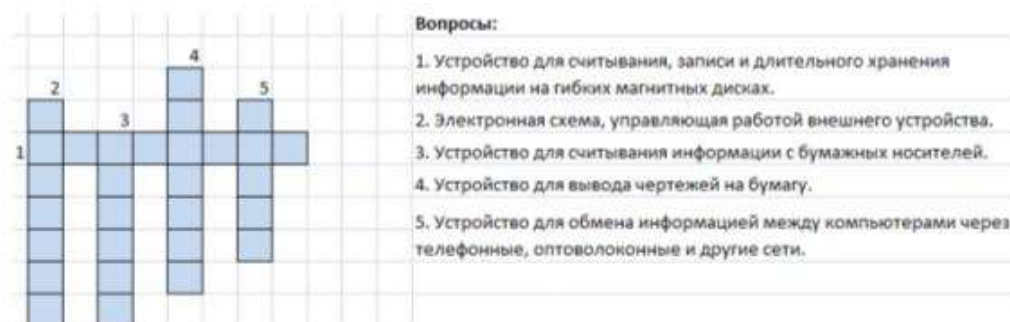 Вопросы:
4
1. Устройство для считывания, записи и длительного хранения
2
5
информации на гибких магнитных дисках.
3
2. Электронная схема, управляющая работой внешнего устройства.
1
3. Устройство для считывания информации с бумажных носителей.
4. Устройство для вывода чертежей на бумагу.
5. Устройство для обмена информацией между компьютерами через
телефонные, оптоволоконные и другие сети.